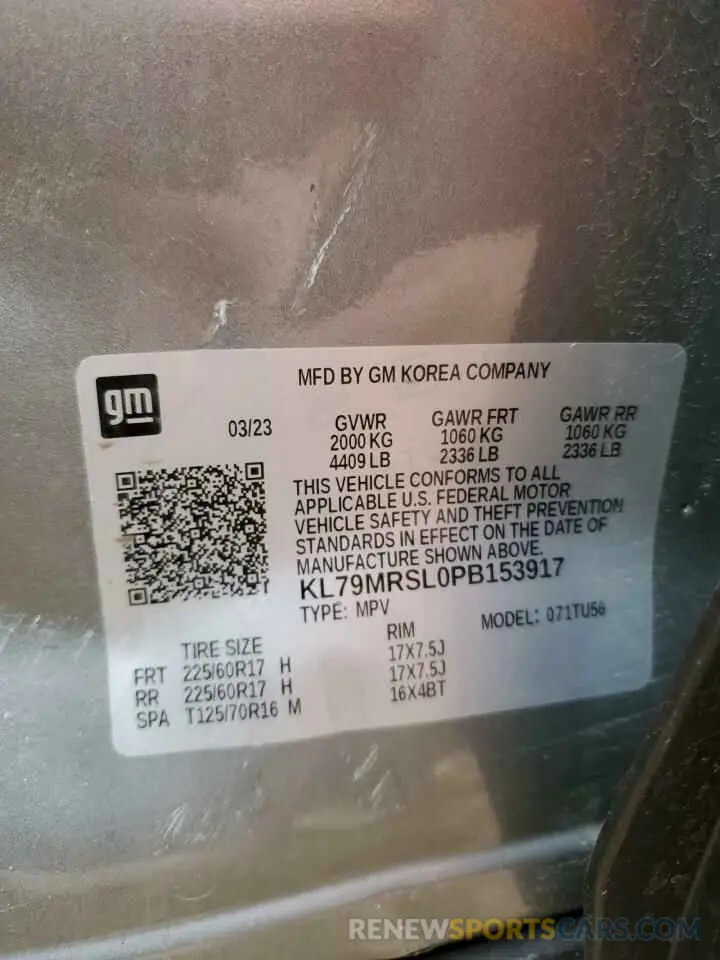 gm
MFD BY GM KOREA COMPANY
03/23
GVWR
2000 KG
4409 LB
GAWR FRT
1060 KG
2336 LB
GAWR RR
1060 KG
2336 LB
THIS VEHICLE CONFORMS TO ALL
APPLICABLE U.S. FEDERAL MOTOR
VEHICLE SAFETY AND THEFT PREVENTION
STANDARDS IN EFFECT ON THE DATE OF
MANUFACTURE SHOWN ABOVE.
KL79MRSL0PB153917
TYPE: MPV
MODEL: Q71TU56
TIRE SIZE RIM
FRT 225/60R17 H 17X7.5J
RR 225/60R17 H 17X7.5J
SPA T125/70R16 M 16X4BT
RENEWSPORTSCARS.COM